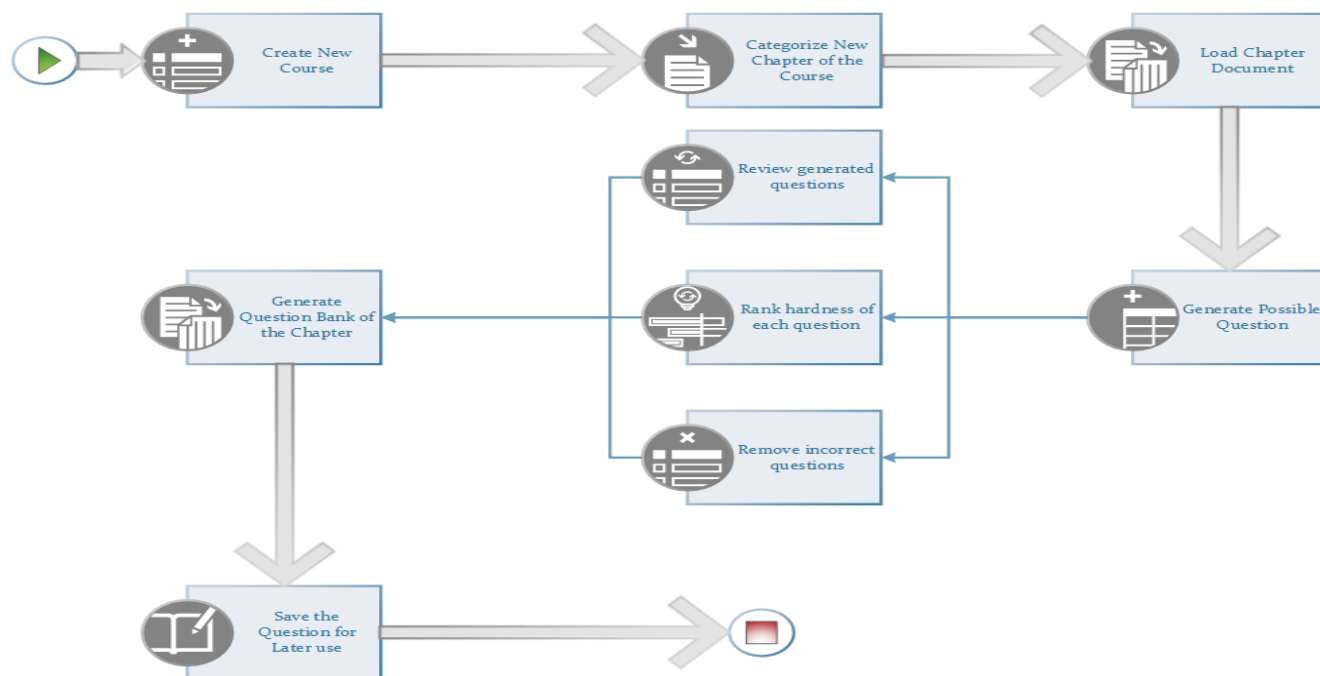 Create New
Course
Categorize New
Chapter of the
Course
Load Chapter
Document
Review generated
questions
Generate
Question Bank of
the Chapter
Rank hardness of
each question
Generate Possible
Question
Remove incorrect
questions
Save the
Question for
Later use